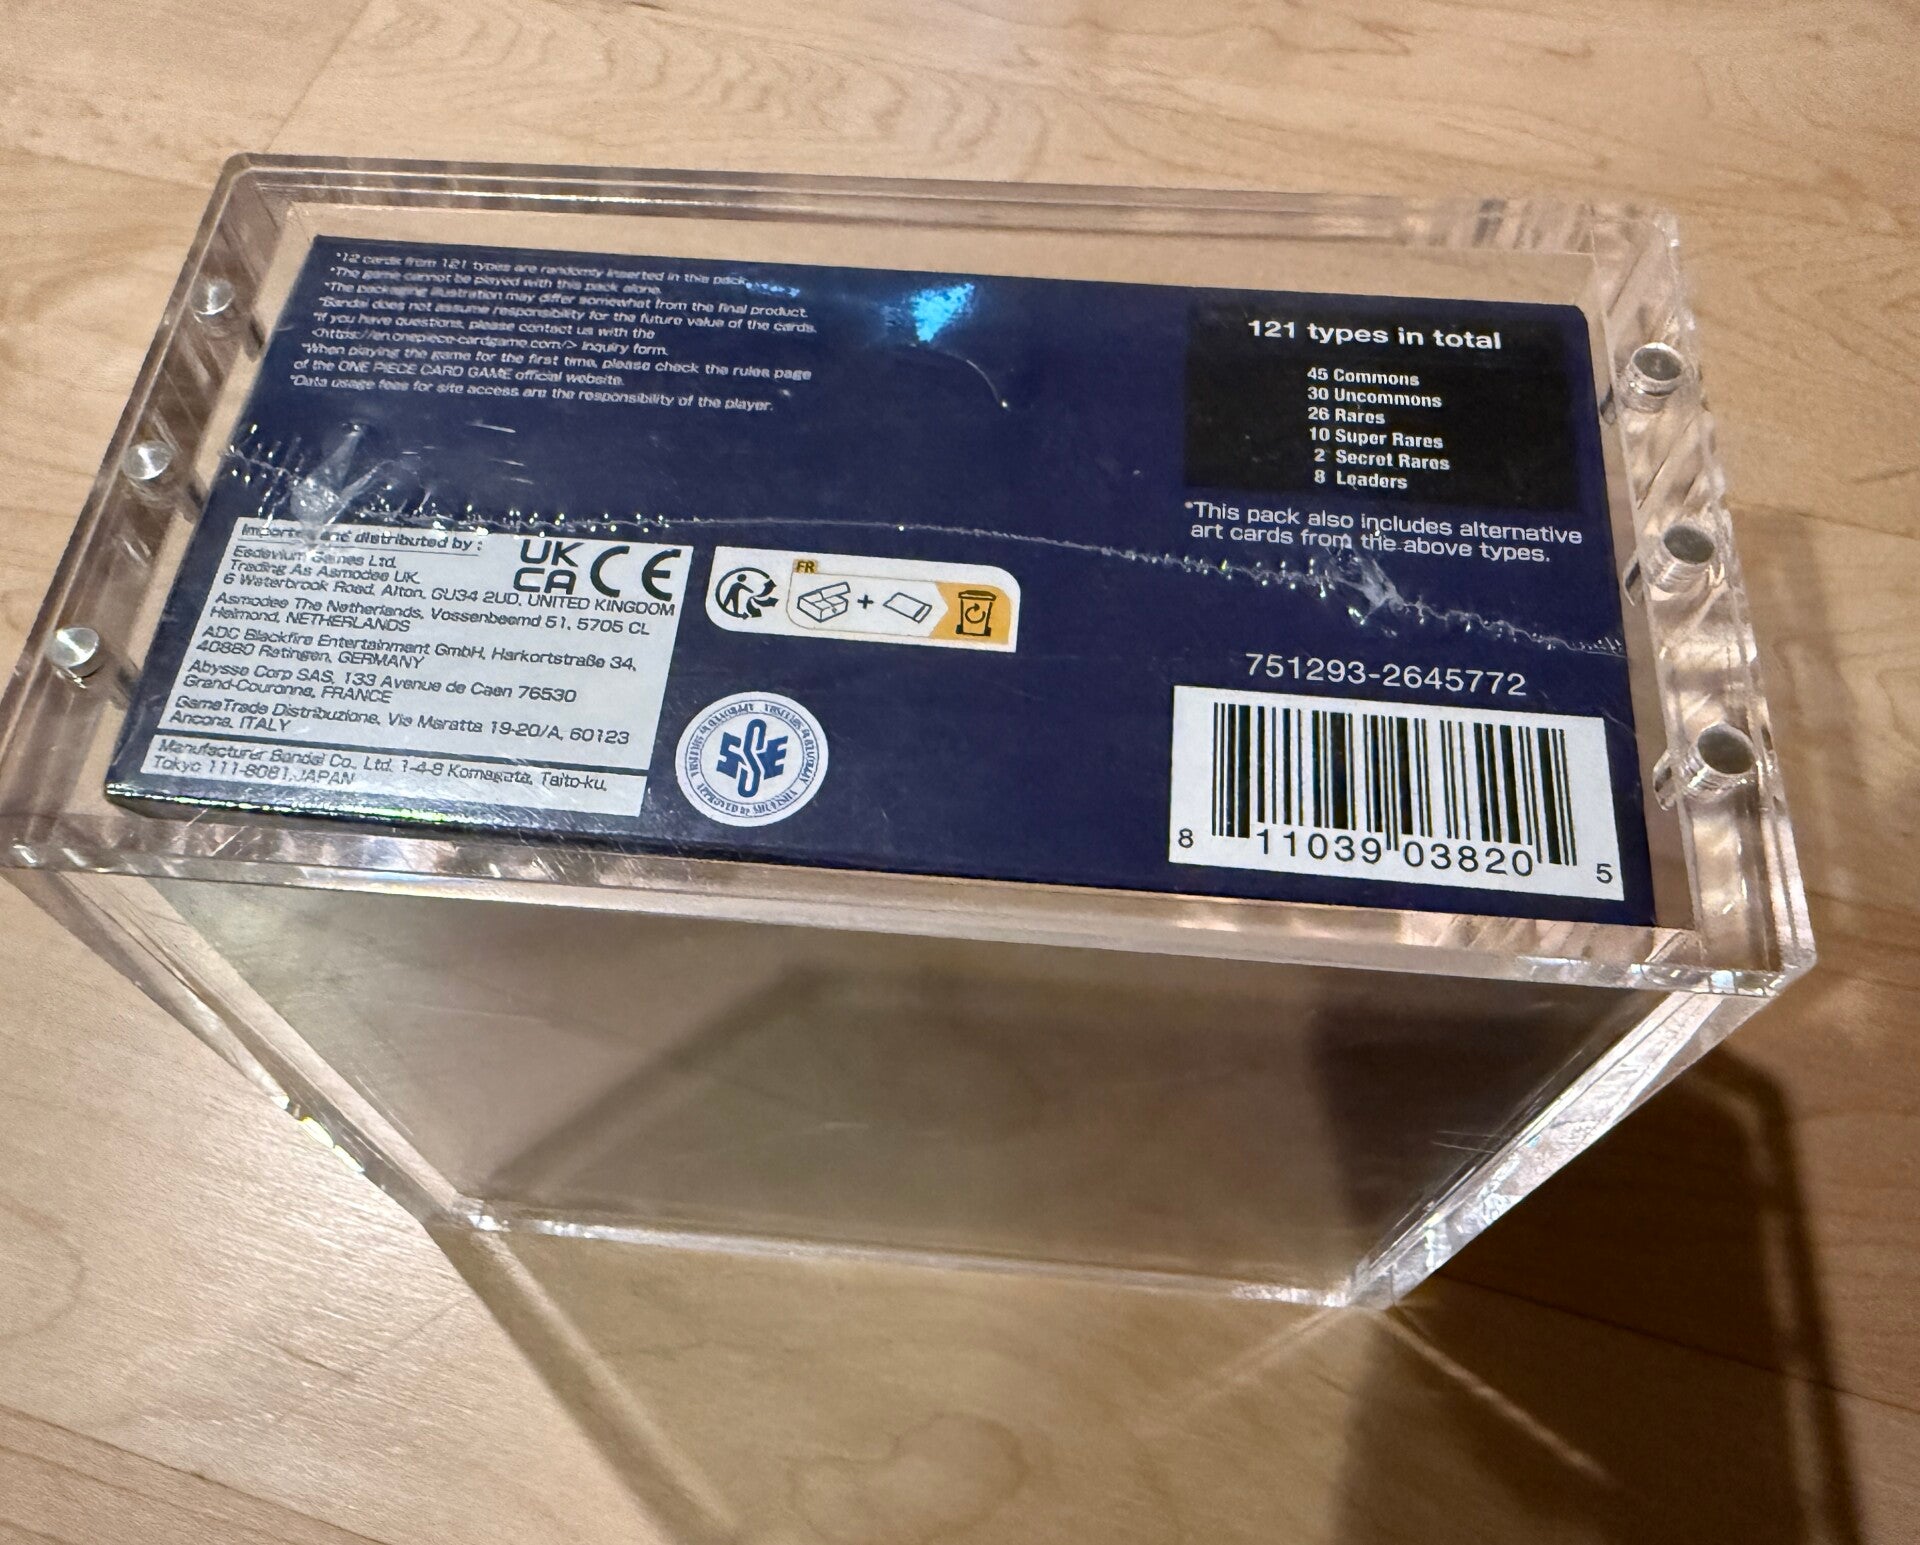 *12 cards from 121 types are randomly inserted in this pack.
*The game cannot be played with this pack alone.
*The packaging illustration may differ somewhat from the final product.
*Bandai does not assume responsibility for the future value of the cards.
*If you have questions, please contact us with the
<https://en.onepiece-cardgame.com/> inquiry form.
*When playing the game for the first time, please check the rules page
of the ONE PIECE CARD GAME official website.
*Data usage fees for site access are the responsibility of the player.
121 types in total
45 Commons
30 Uncommons
26 Rares
10 Super Rares
2 Secret Rares
8 Leaders
*This pack also includes alternative
art cards from the above types.
Imported and distributed by :
Esdevium Games Ltd.
Trading As Asmodee UK.
6 Waterbrook Road, Alton, GU34 2UD, UNITED KINGDOM
Asmodee The Netherlands, Vossenbeemd 51, 5705 CL
Helmond, NETHERLANDS
ADC Blackfire Entertainment GmbH, Harkortstraße 34,
40880 Ratingen, GERMANY
Abysse Corp SAS, 133 Avenue de Caen 76530
Grand-Couronne, FRANCE
GameTrade Distribuzione, Via Maratta 19-20/A, 60123
Ancona, ITALY
Manufacturer Bandai Co., Ltd. 1-4-8 Komagata, Taito-ku,
Tokyo 111-8081, JAPAN
UK
CA CE
FR
+
APPROVED by SHUEISHA
751293-2645772
8 11039 03820 5